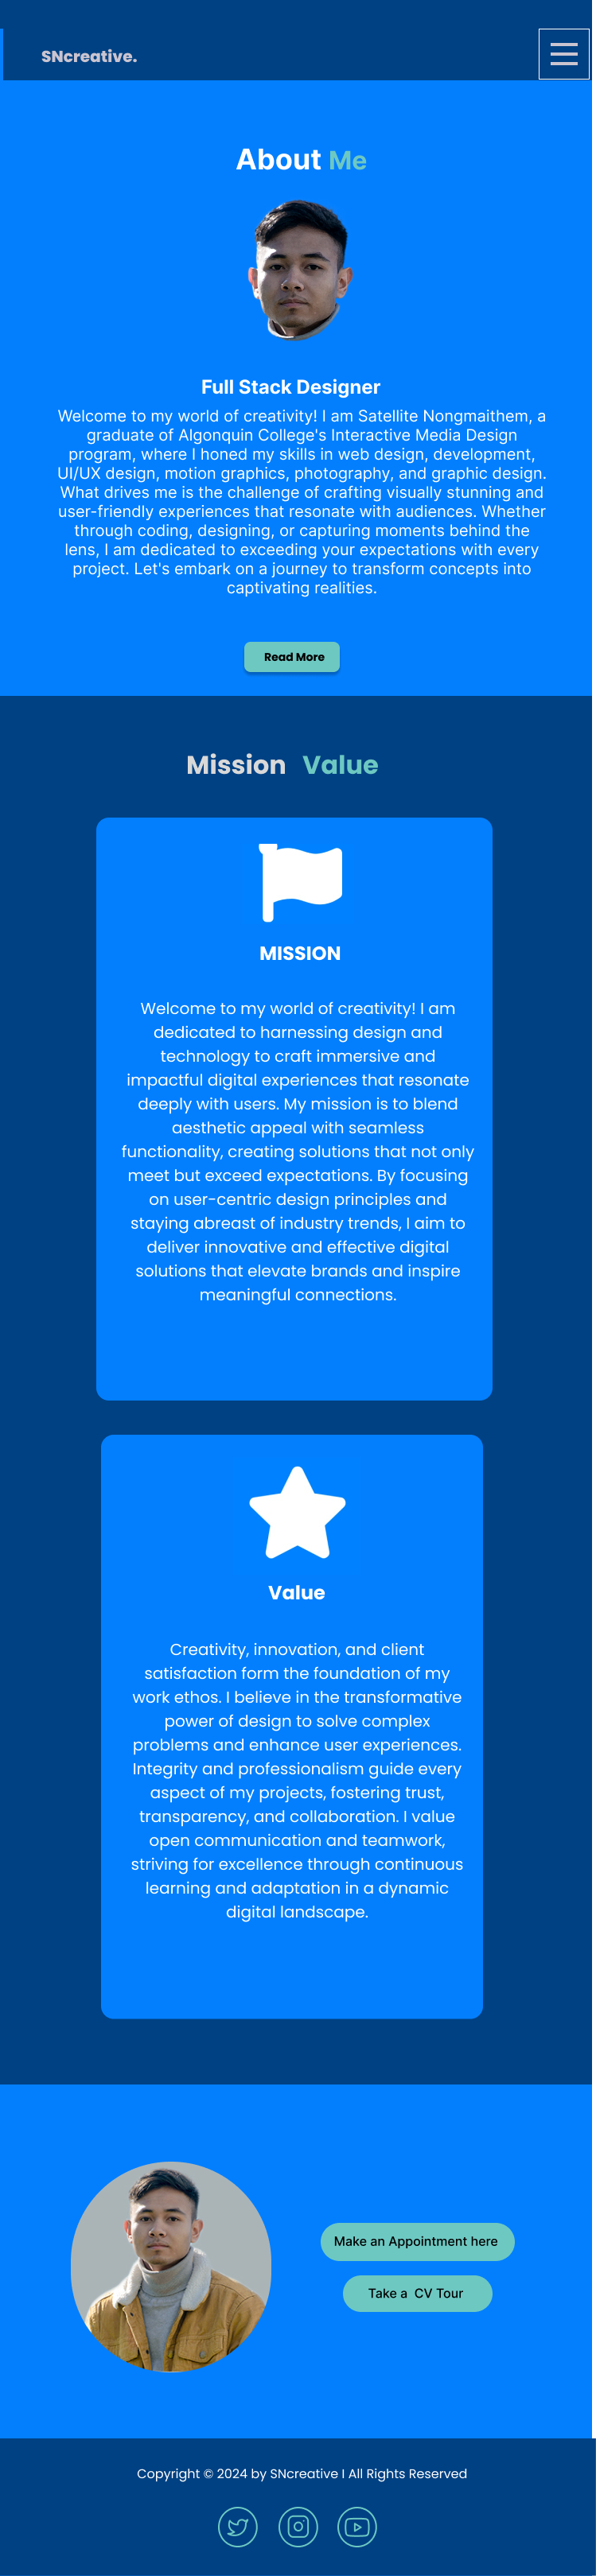 SNcreative.
About Me
Full Stack Designer
Welcome to my world of creativity! I am Satellite Nongmaithem, a
graduate of Algonquin College's Interactive Media Design
program, where I honed my skills in web design, development,
UI/UX design, motion graphics, photography, and graphic design.
What drives me is the challenge of crafting visually stunning and
user-friendly experiences that resonate with audiences. Whether
through coding, designing, or capturing moments behind the
lens, I am dedicated to exceeding your expectations with every
project. Let's embark on a journey to transform concepts into
captivating realities.
Read More
Mission Value
MISSION
Welcome to my world of creativity! I am
dedicated to harnessing design and
technology to craft immersive and
impactful digital experiences that resonate
deeply with users. My mission is to blend
aesthetic appeal with seamless
functionality, creating solutions that not only
meet but exceed expectations. By focusing
on user-centric design principles and
staying abreast of industry trends, I aim to
deliver innovative and effective digital
solutions that elevate brands and inspire
meaningful connections.
Value
Creativity, innovation, and client
satisfaction form the foundation of my
work ethos. I believe in the transformative
power of design to solve complex
problems and enhance user experiences.
Integrity and professionalism guide every
aspect of my projects, fostering trust,
transparency, and collaboration. I value
open communication and teamwork,
striving for excellence through continuous
learning and adaptation in a dynamic
digital landscape.
Make an Appointment here
Take a CV Tour
Copyright © 2024 by SNcreative I All Rights Reserved